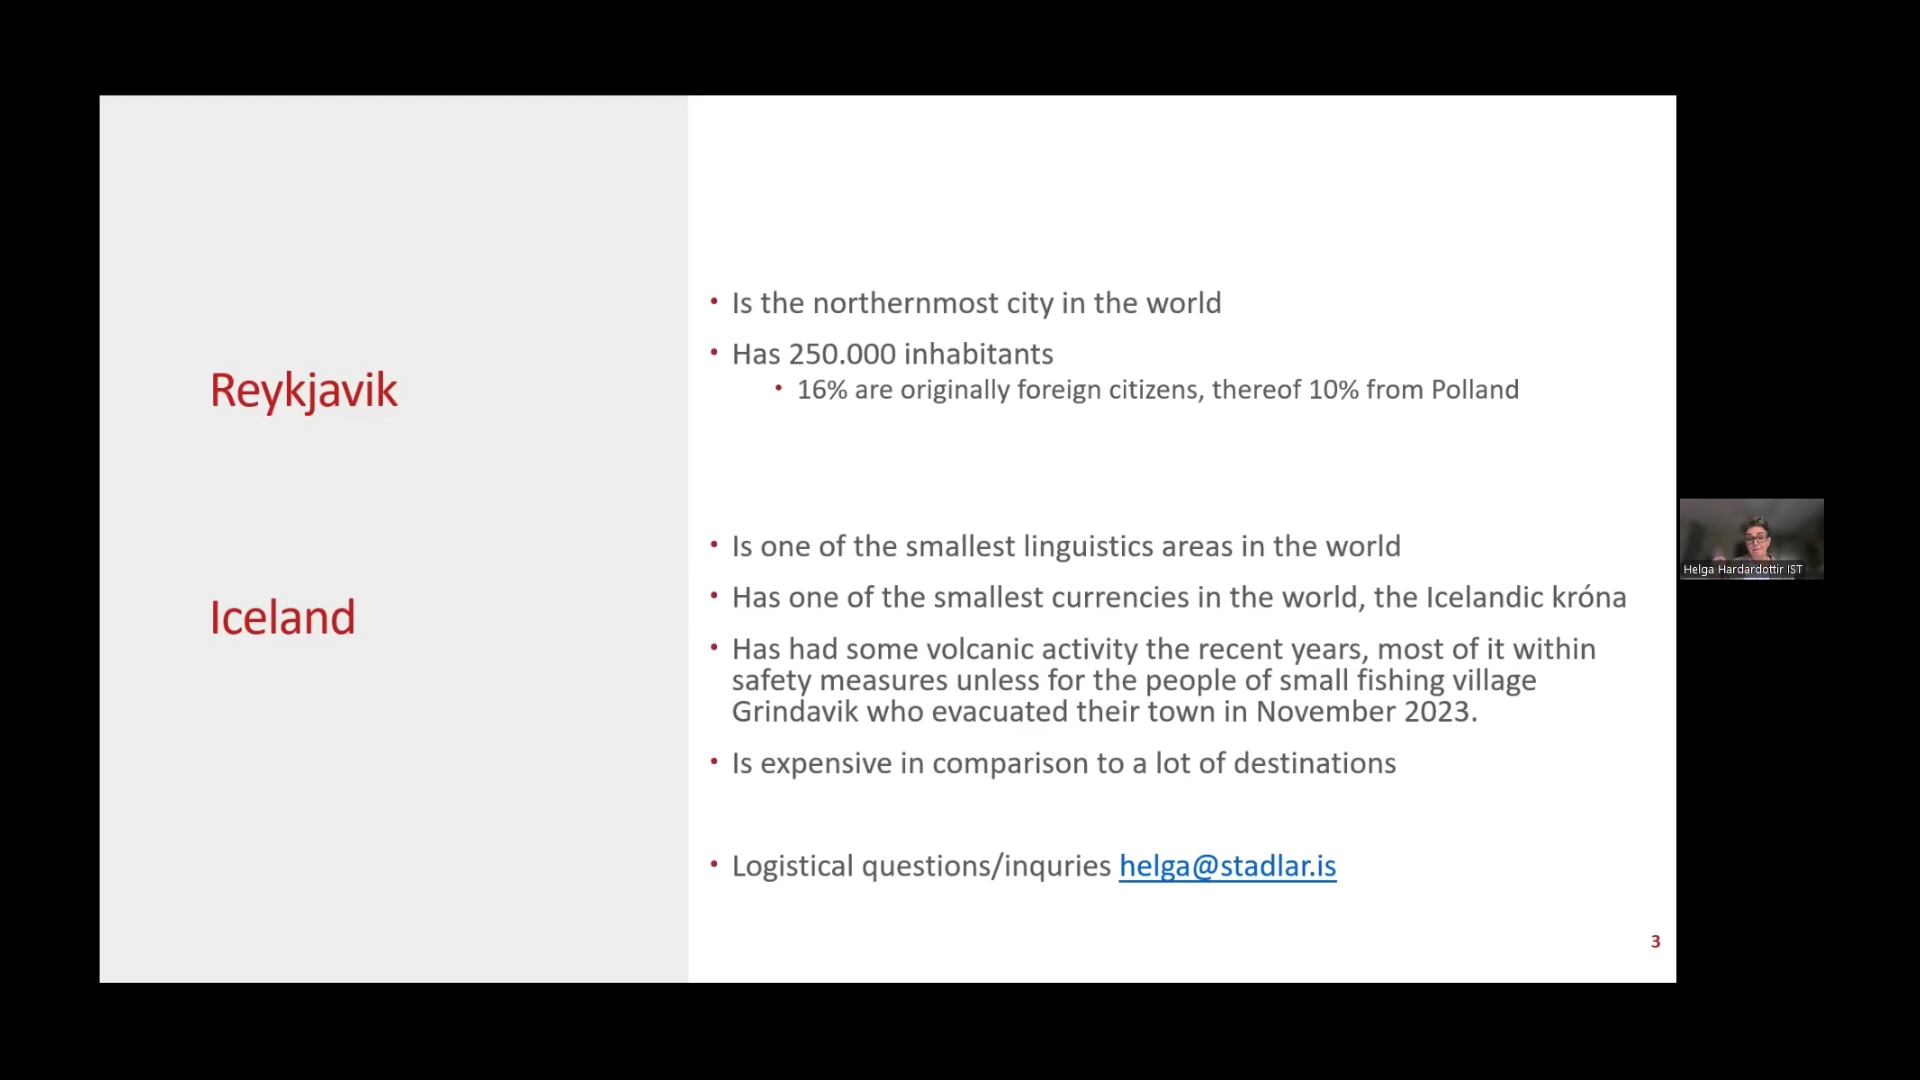 Reykjavik
• Is the northernmost city in the world
• Has 250.000 inhabitants
• 16% are originally foreign citizens, thereof 10% from Polland
Iceland
• Is one of the smallest linguistics areas in the world
• Has one of the smallest currencies in the world, the Icelandic króna
• Has had some volcanic activity the recent years, most of it within
safety measures unless for the people of small fishing village
Grindavik who evacuated their town in November 2023.
• Is expensive in comparison to a lot of destinations
• Logistical questions/inquries helga@stadlar.is
3
Helga Hardardottir IST